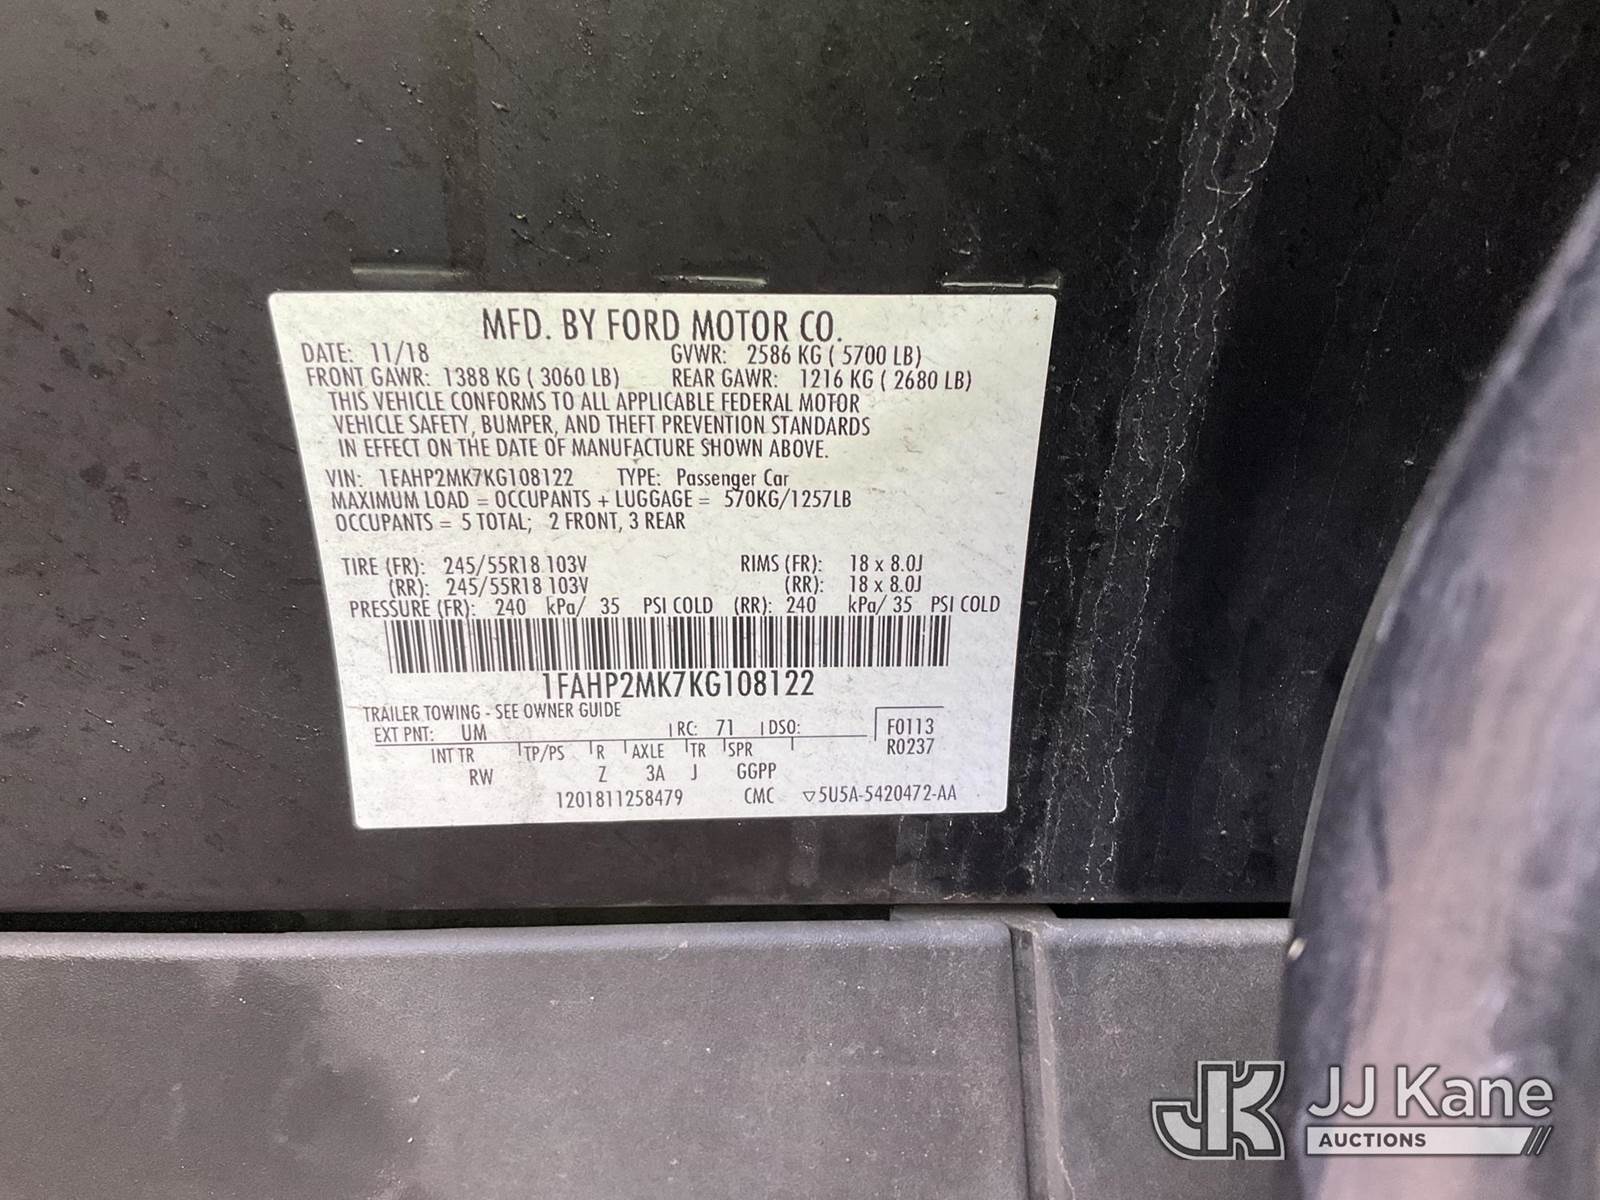 MFD. BY FORD MOTOR CO.
DATE: 11/18 GVWR: 2586 KG ( 5700 LB)
FRONT GAWR: 1388 KG ( 3060 LB) REAR GAWR: 1216 KG ( 2680 LB)
THIS VEHICLE CONFORMS TO ALL APPLICABLE FEDERAL MOTOR
VEHICLE SAFETY, BUMPER, AND THEFT PREVENTION STANDARDS
IN EFFECT ON THE DATE OF MANUFACTURE SHOWN ABOVE.
VIN: 1FAHP2MK7KG108122 TYPE: Passenger Car
MAXIMUM LOAD = OCCUPANTS + LUGGAGE = 570KG/1257LB
OCCUPANTS = 5 TOTAL; 2 FRONT, 3 REAR
TIRE (FR): 245/55R18 103V RIMS (FR): 18 x 8.0J
(RR): 245/55R18 103V (RR): 18 x 8.0J
PRESSURE (FR): 240 kPa/ 35 PSI COLD (RR): 240 kPa/ 35 PSI COLD
1FAHP2MK7KG108122
TRAILER TOWING - SEE OWNER GUIDE
EXT PNT: UM RC: 71 DSO: F0113
INT TR TP/PS R AXLE TR SPR R0237
RW Z 3A J GGPP
1201811258479 CMC ▽5U5A-5420472-AA
JK JJ Kane
AUCTIONS